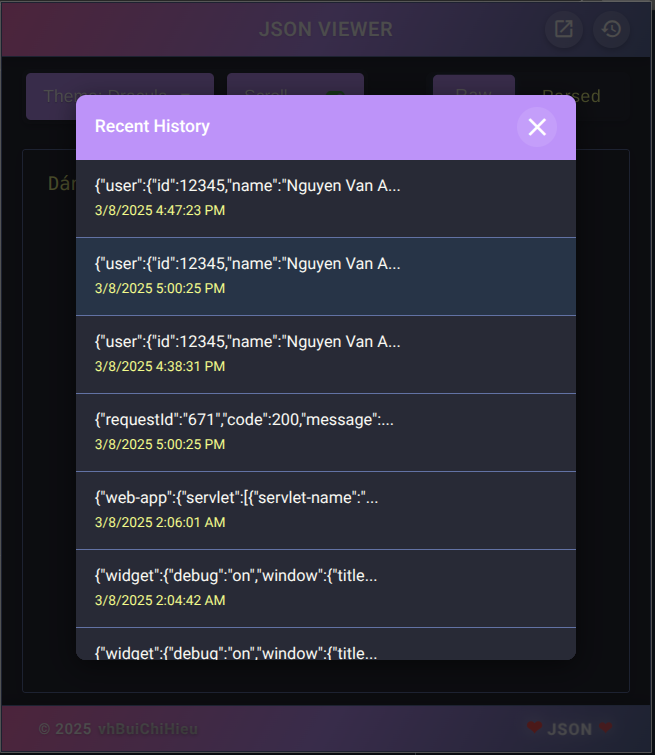 JSON VIEWER
Theme: Dracula
Scroll
Raw
Parsed
Recent History
{"user":{"id":12345,"name":"Nguyen Van A...
3/8/2025 4:47:23 PM
{"user":{"id":12345,"name":"Nguyen Van A...
3/8/2025 5:00:25 PM
{"user":{"id":12345,"name":"Nguyen Van A...
3/8/2025 4:38:31 PM
{"requestId":"671","code":200,"message":...
3/8/2025 5:00:25 PM
{"web-app":{"servlet":[{"servlet-name":"...
3/8/2025 2:06:01 AM
{"widget":{"debug":"on","window":{"title...
3/8/2025 2:04:42 AM
{"widget":{"debug":"on","window":{"title...
© 2025 vhBuiChiHieu
❤ JSON ❤